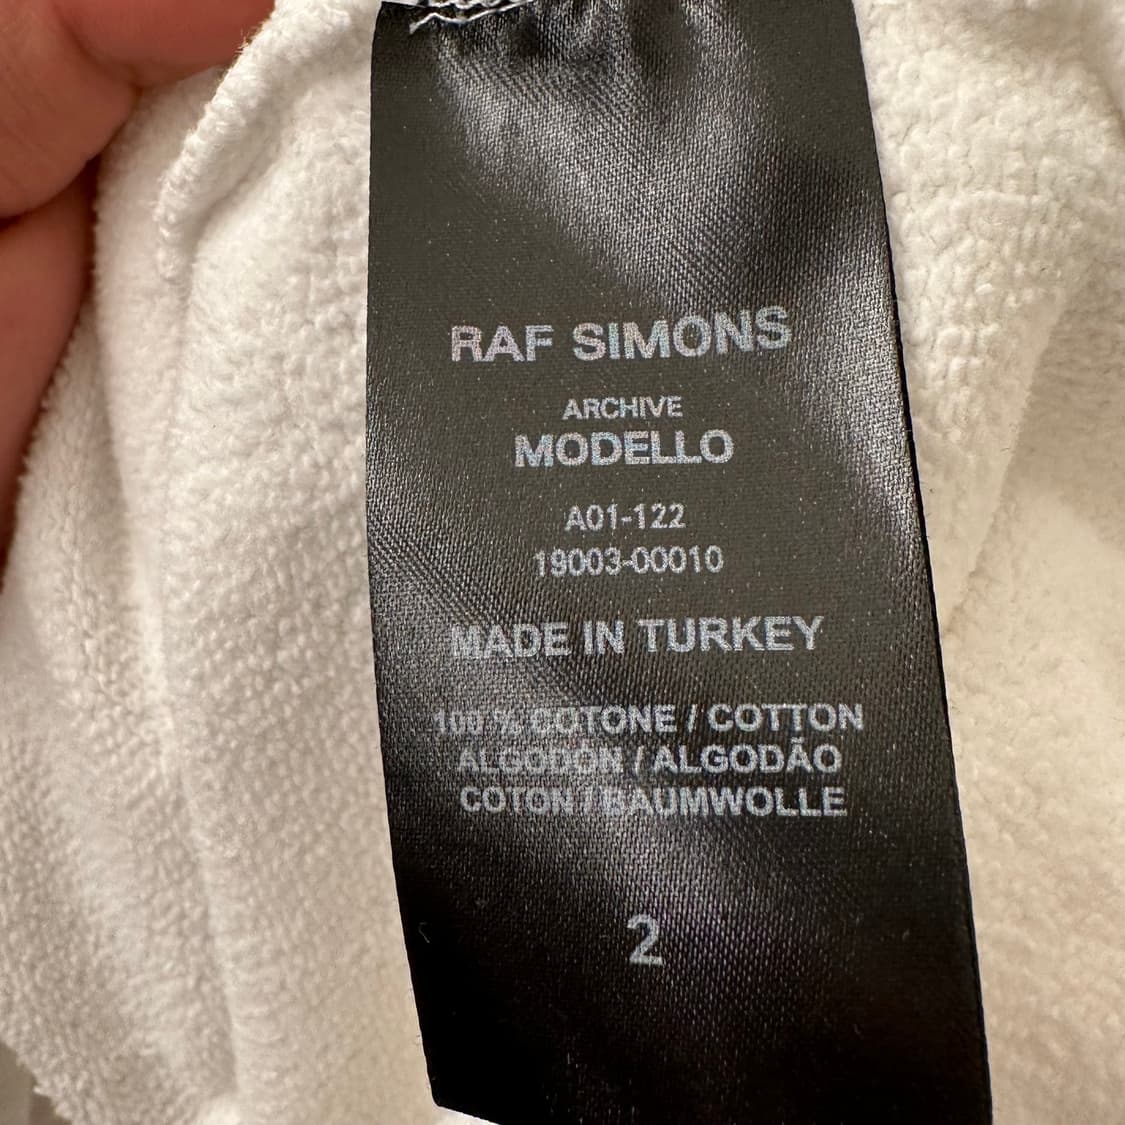 RAF SIMONS
ARCHIVE
MODELLO
A01-122
19003-00010
MADE IN TURKEY
100 % COTONE / COTTON
ALGODÓN / ALGODÃO
COTON / BAUMWOLLE
2